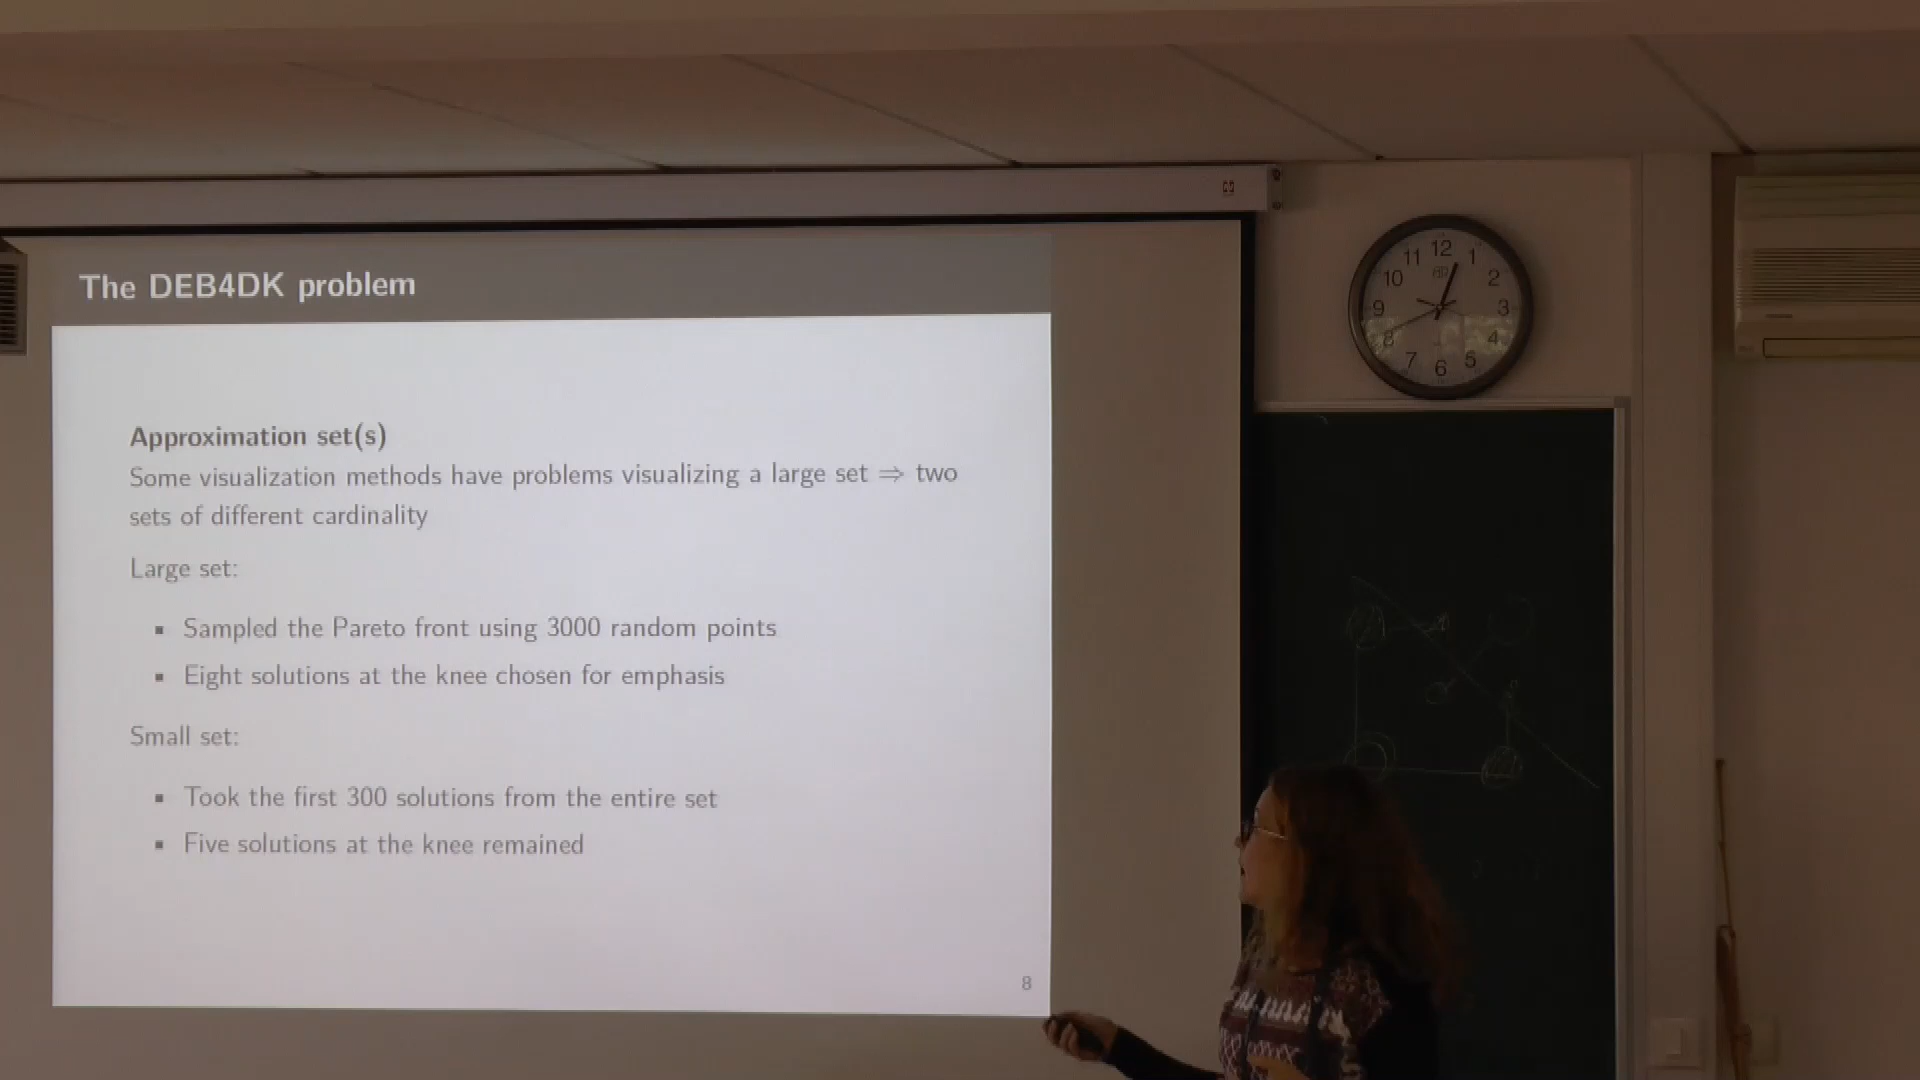 The DEB4DK problem
Approximation set(s)
Some visualization methods have problems visualizing a large set ⇒ two
sets of different cardinality
Large set:
▪ Sampled the Pareto front using 3000 random points
▪ Eight solutions at the knee chosen for emphasis
Small set:
▪ Took the first 300 solutions from the entire set
▪ Five solutions at the knee remained
8
12
11 1
10 2
9 3
8 4
7 5
6